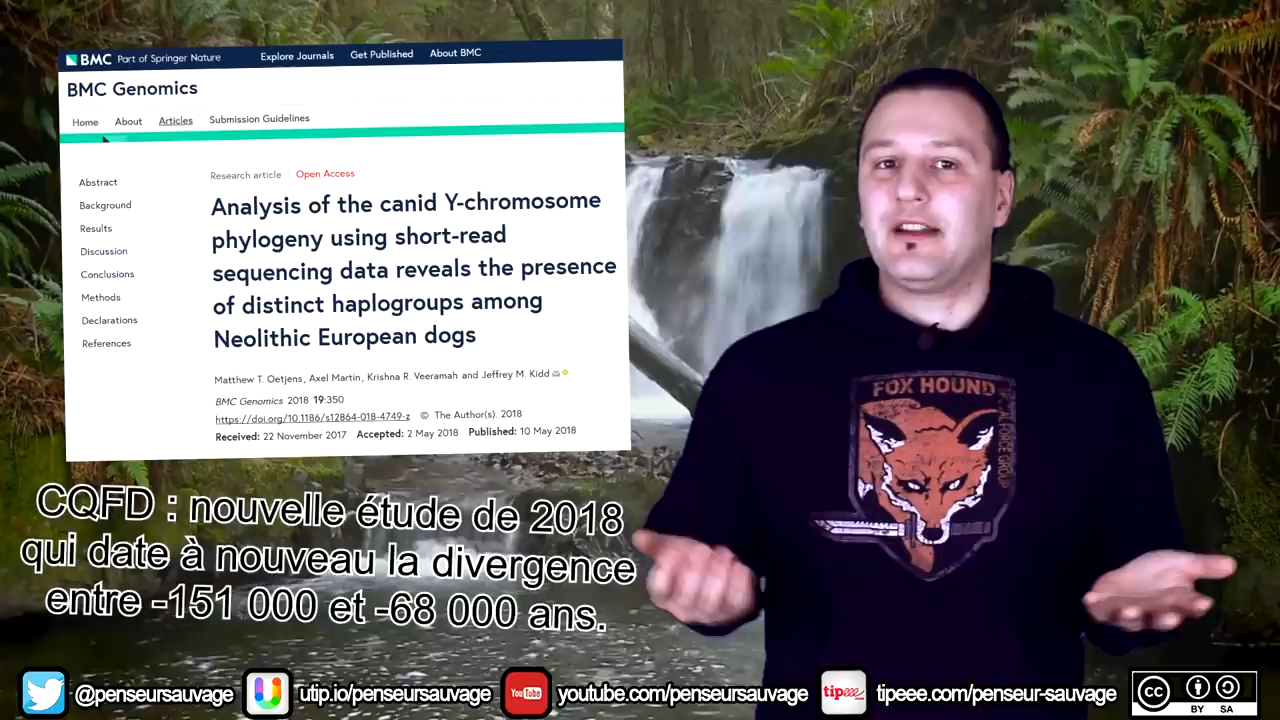 BMC Part of Springer Nature Explore Journals Get Published About BMC
BMC Genomics
Home About Articles Submission Guidelines
Abstract
Background
Results
Discussion
Conclusions
Methods
Declarations
References
Research article Open Access
Analysis of the canid Y-chromosome
phylogeny using short-read
sequencing data reveals the presence
of distinct haplogroups among
Neolithic European dogs
Matthew T. Oetjens, Axel Martin, Krishna R. Veeramah and Jeffrey M. Kidd
BMC Genomics 2018 19:350
https://doi.org/10.1186/s12864-018-4749-z © The Author(s). 2018
Received: 22 November 2017 Accepted: 2 May 2018 Published: 10 May 2018
CQFD : nouvelle étude de 2018
qui date à nouveau la divergence
entre -151 000 et -68 000 ans.
FOX HOUND
FORCE GROUP
@penseursauvage utip.io/penseursauvage YouTube youtube.com/penseursauvage tipeee tipeee.com/penseur-sauvage cc BY SA